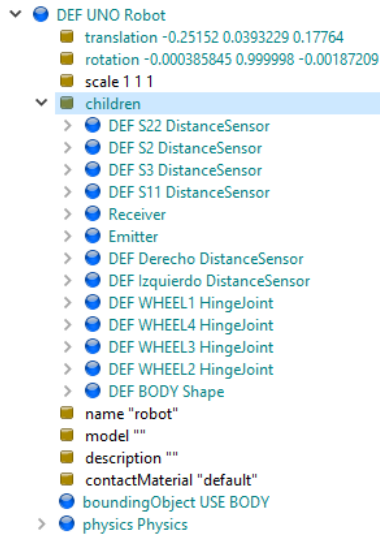 DEF UNO Robot
translation -0.25152 0.0393229 0.17764
rotation -0.000385845 0.999998 -0.00187209
scale 1 1 1
children
DEF S22 DistanceSensor
DEF S2 DistanceSensor
DEF S3 DistanceSensor
DEF S11 DistanceSensor
Receiver
Emitter
DEF Derecho DistanceSensor
DEF Izquierdo DistanceSensor
DEF WHEEL1 HingeJoint
DEF WHEEL4 HingeJoint
DEF WHEEL3 HingeJoint
DEF WHEEL2 HingeJoint
DEF BODY Shape
name "robot"
model ""
description ""
contactMaterial "default"
boundingObject USE BODY
physics Physics